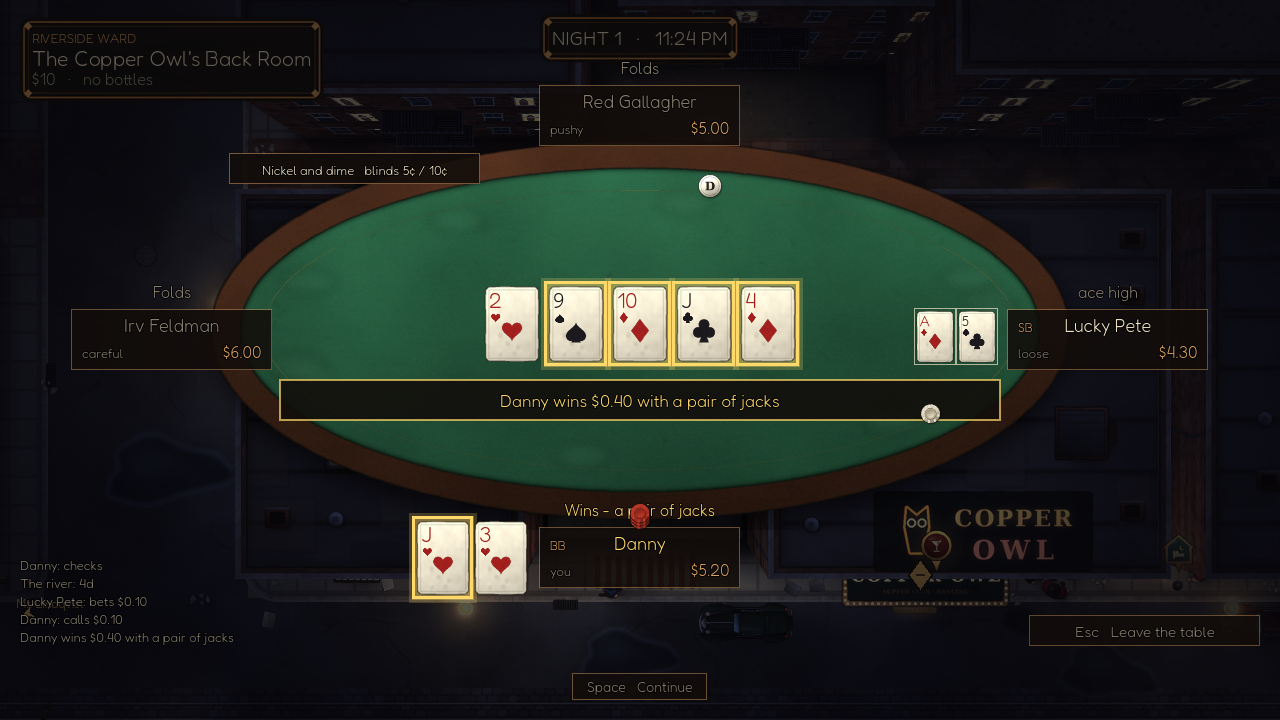 RIVERSIDE WARD
The Copper Owl's Back Room
$10 · no bottles
NIGHT 1 · 11:24 PM
Folds
Red Gallagher
pushy $5.00
Nickel and dime blinds 5¢ / 10¢
D
Folds
Irv Feldman
careful $6.00
2
9
10
J
4
A
5
ace high
SB Lucky Pete
loose $4.30
Danny wins $0.40 with a pair of jacks
Wins - a pair of jacks
J
3
BB Danny
you $5.20
COPPER
OWL
COPPER OWL
Danny: checks
The river: 4d
Lucky Pete: bets $0.10
Danny: calls $0.10
Danny wins $0.40 with a pair of jacks
Esc Leave the table
Space Continue